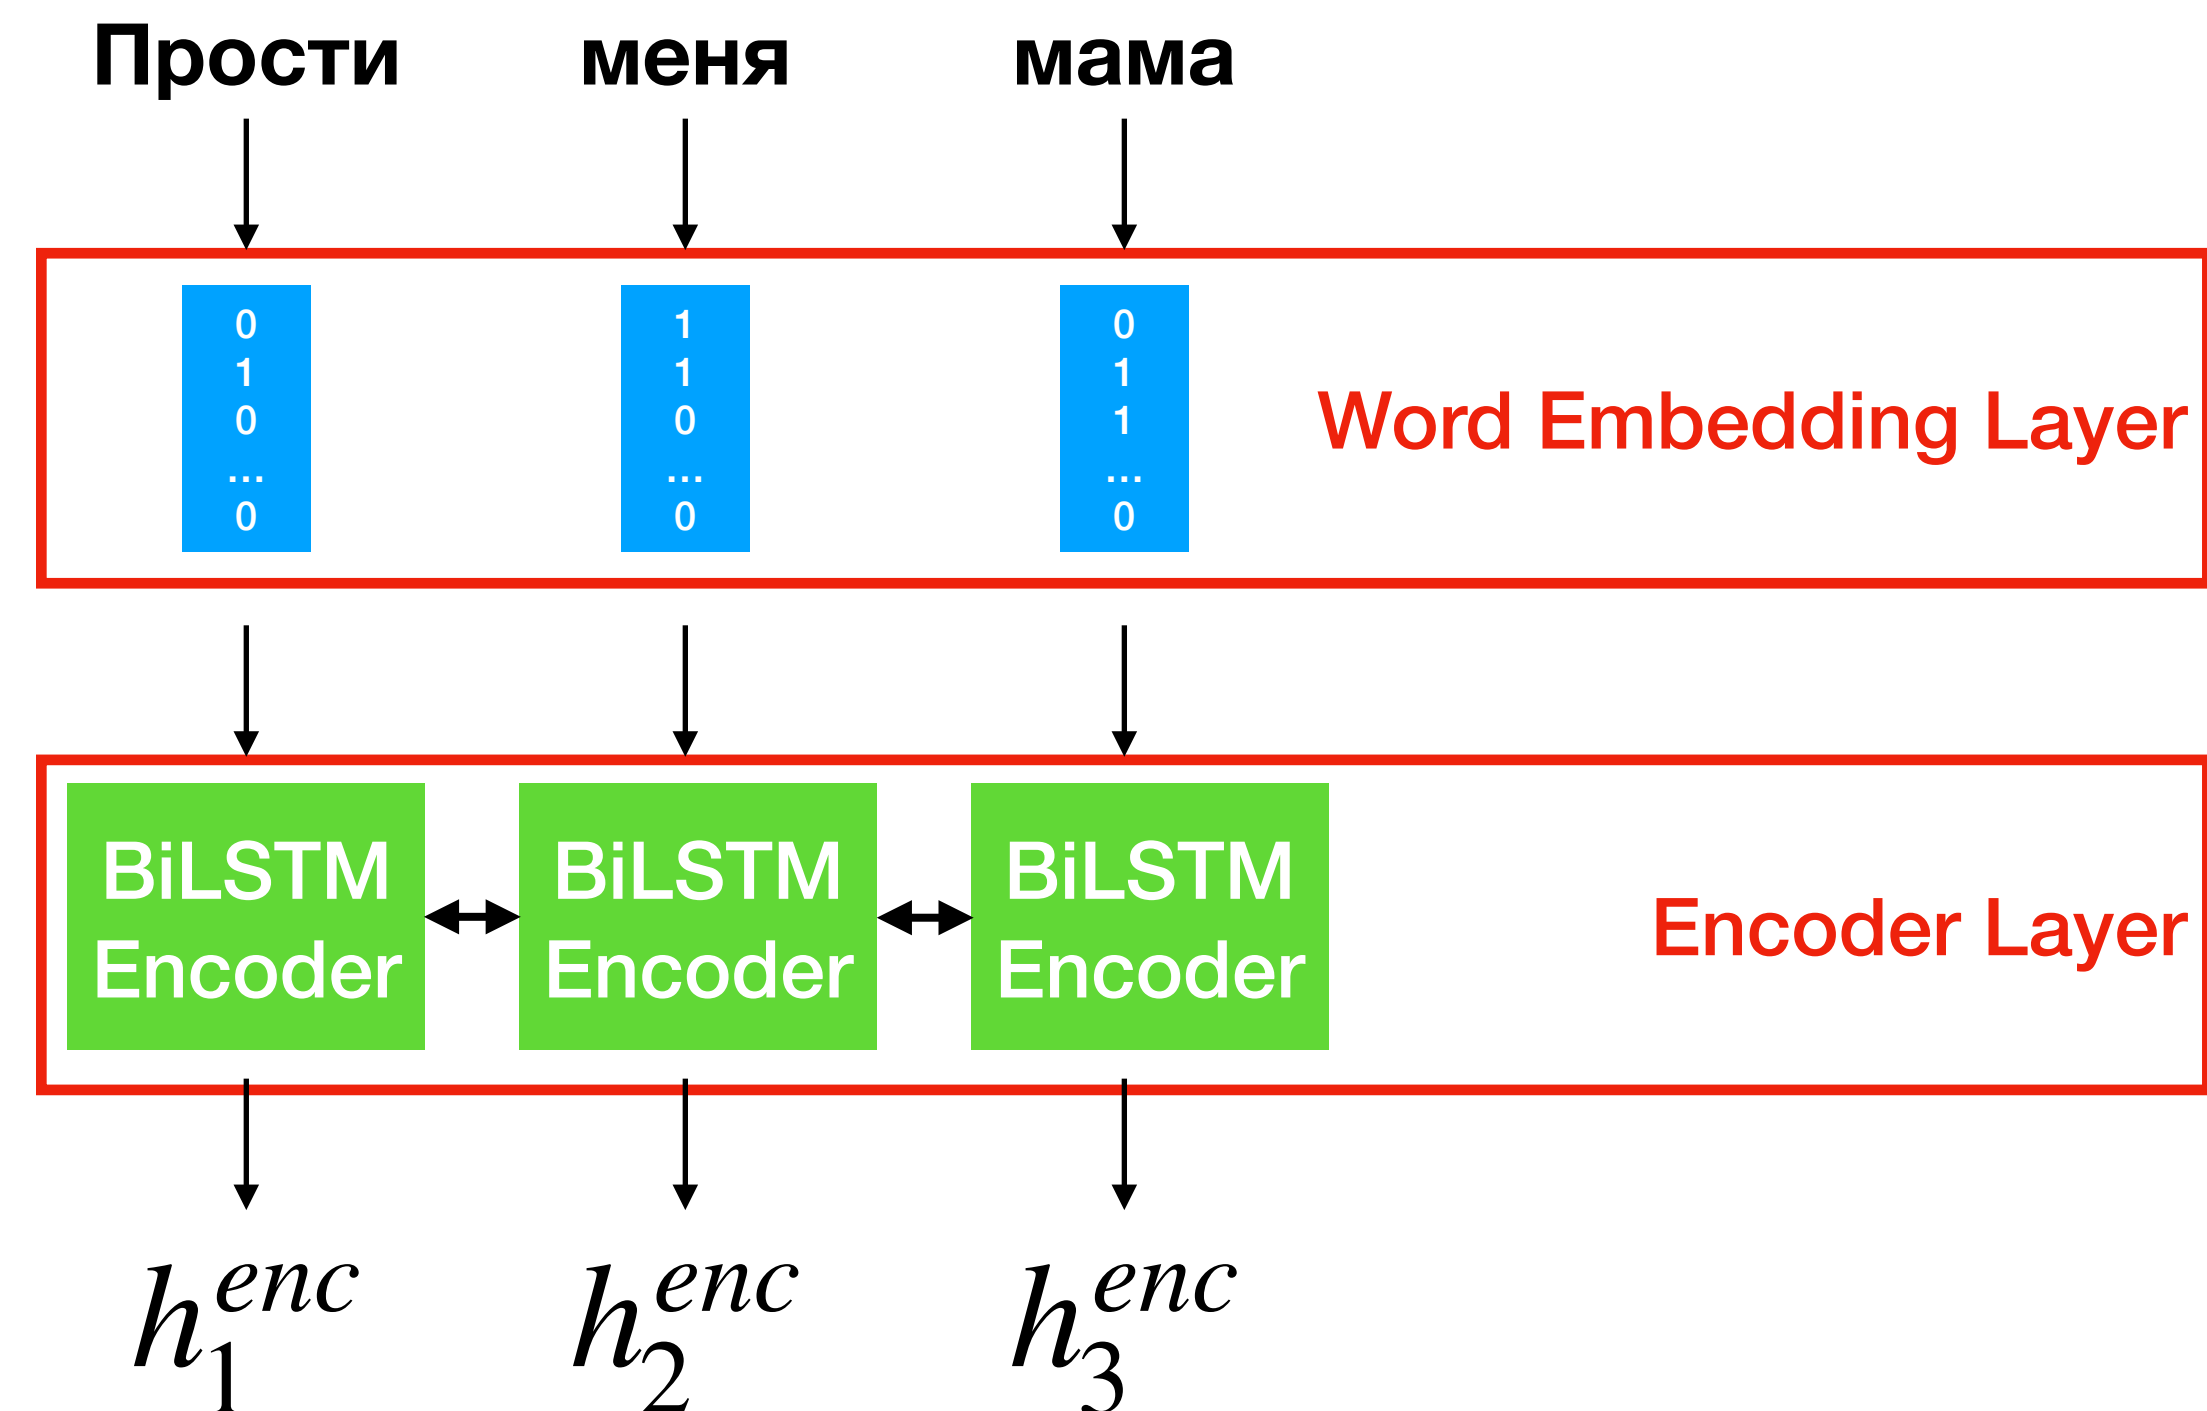 Прости меня мама
0 1 0
1 1 1
0 0 1
... ... ...
0 0 0
Word Embedding Layer
BiLSTM Encoder
BiLSTM Encoder
BiLSTM Encoder
Encoder Layer
h_1^{enc} h_2^{enc} h_3^{enc}